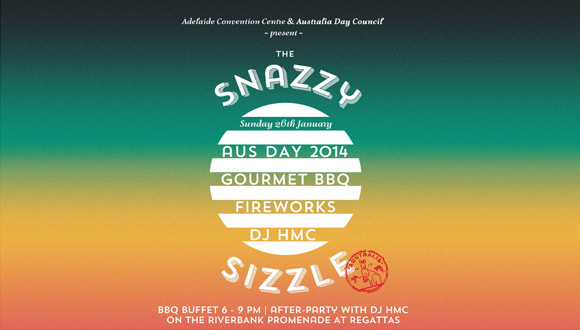 Adelaide Convention Centre & Australia Day Council
~ present ~
THE
SNAZZY
Sunday 26th January
AUS DAY 2014
GOURMET BBQ
FIREWORKS
DJ HMC
SIZZLE
AUSTRALIA
BBQ BUFFET 6 - 9 PM | AFTER-PARTY WITH DJ HMC
ON THE RIVERBANK PROMENADE AT REGATTAS